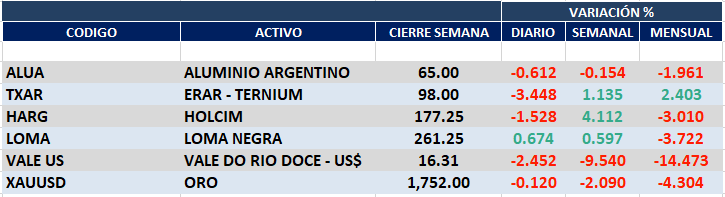 VARIACIÓN %
CODIGO ACTIVO CIERRE SEMANA DIARIO SEMANAL MENSUAL
ALUA ALUMINIO ARGENTINO 65.00 -0.612 -0.154 -1.961
TXAR ERAR - TERNIUM 98.00 -3.448 1.135 2.403
HARG HOLCIM 177.25 -1.528 4.112 -3.010
LOMA LOMA NEGRA 261.25 0.674 0.597 -3.722
VALE US VALE DO RIO DOCE - US$ 16.31 -2.452 -9.540 -14.473
XAUUSD ORO 1,752.00 -0.120 -2.090 -4.304